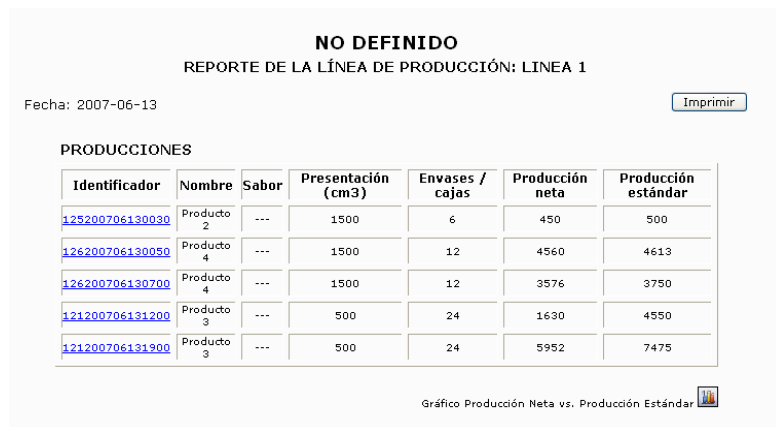 NO DEFINIDO
REPORTE DE LA LÍNEA DE PRODUCCIÓN: LINEA 1
Fecha: 2007-06-13
Imprimir
PRODUCCIONES
Identificador Nombre Sabor Presentación (cm3) Envases / cajas Producción neta Producción estándar
125200706130030 Producto 2 --- 1500 6 450 500
126200706130050 Producto 4 --- 1500 12 4560 4613
126200706130700 Producto 4 --- 1500 12 3576 3750
121200706131200 Producto 3 --- 500 24 1630 4550
121200706131900 Producto 3 --- 500 24 5952 7475
Gráfico Producción Neta vs. Producción Estándar